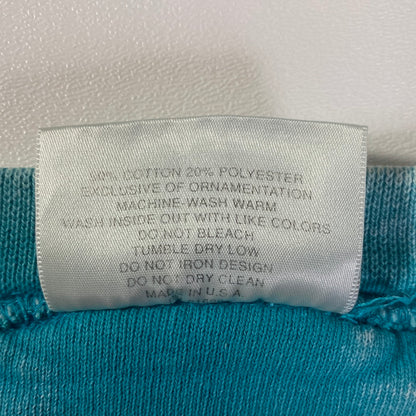 COTTON 20% POLYESTER
EXCLUSIVE OF ORNAMENTATION
MACHINE-WASH WARM
WASH INSIDE OUT WITH LIKE COLORS
DO NOT BLEACH
TUMBLE DRY LOW
DO NOT IRON DESIGN
DO NOT DRY CLEAN
MADE IN U.S.A